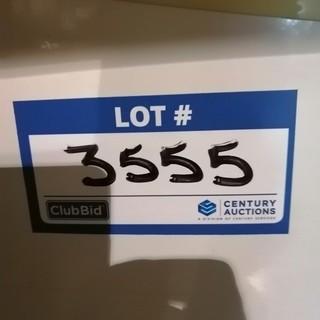 LOT #
3555
ClubBid
CENTURY
AUCTIONS
A DIVISION OF CENTURY SERVICES